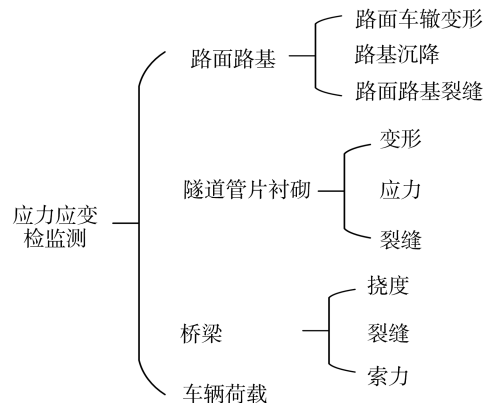 路面车辙变形
路面路基
路基沉降
路面路基裂缝
变形
隧道管片衬砌
应力
应力应变
检监测
裂缝
挠度
桥梁
裂缝
索力
车辆荷载